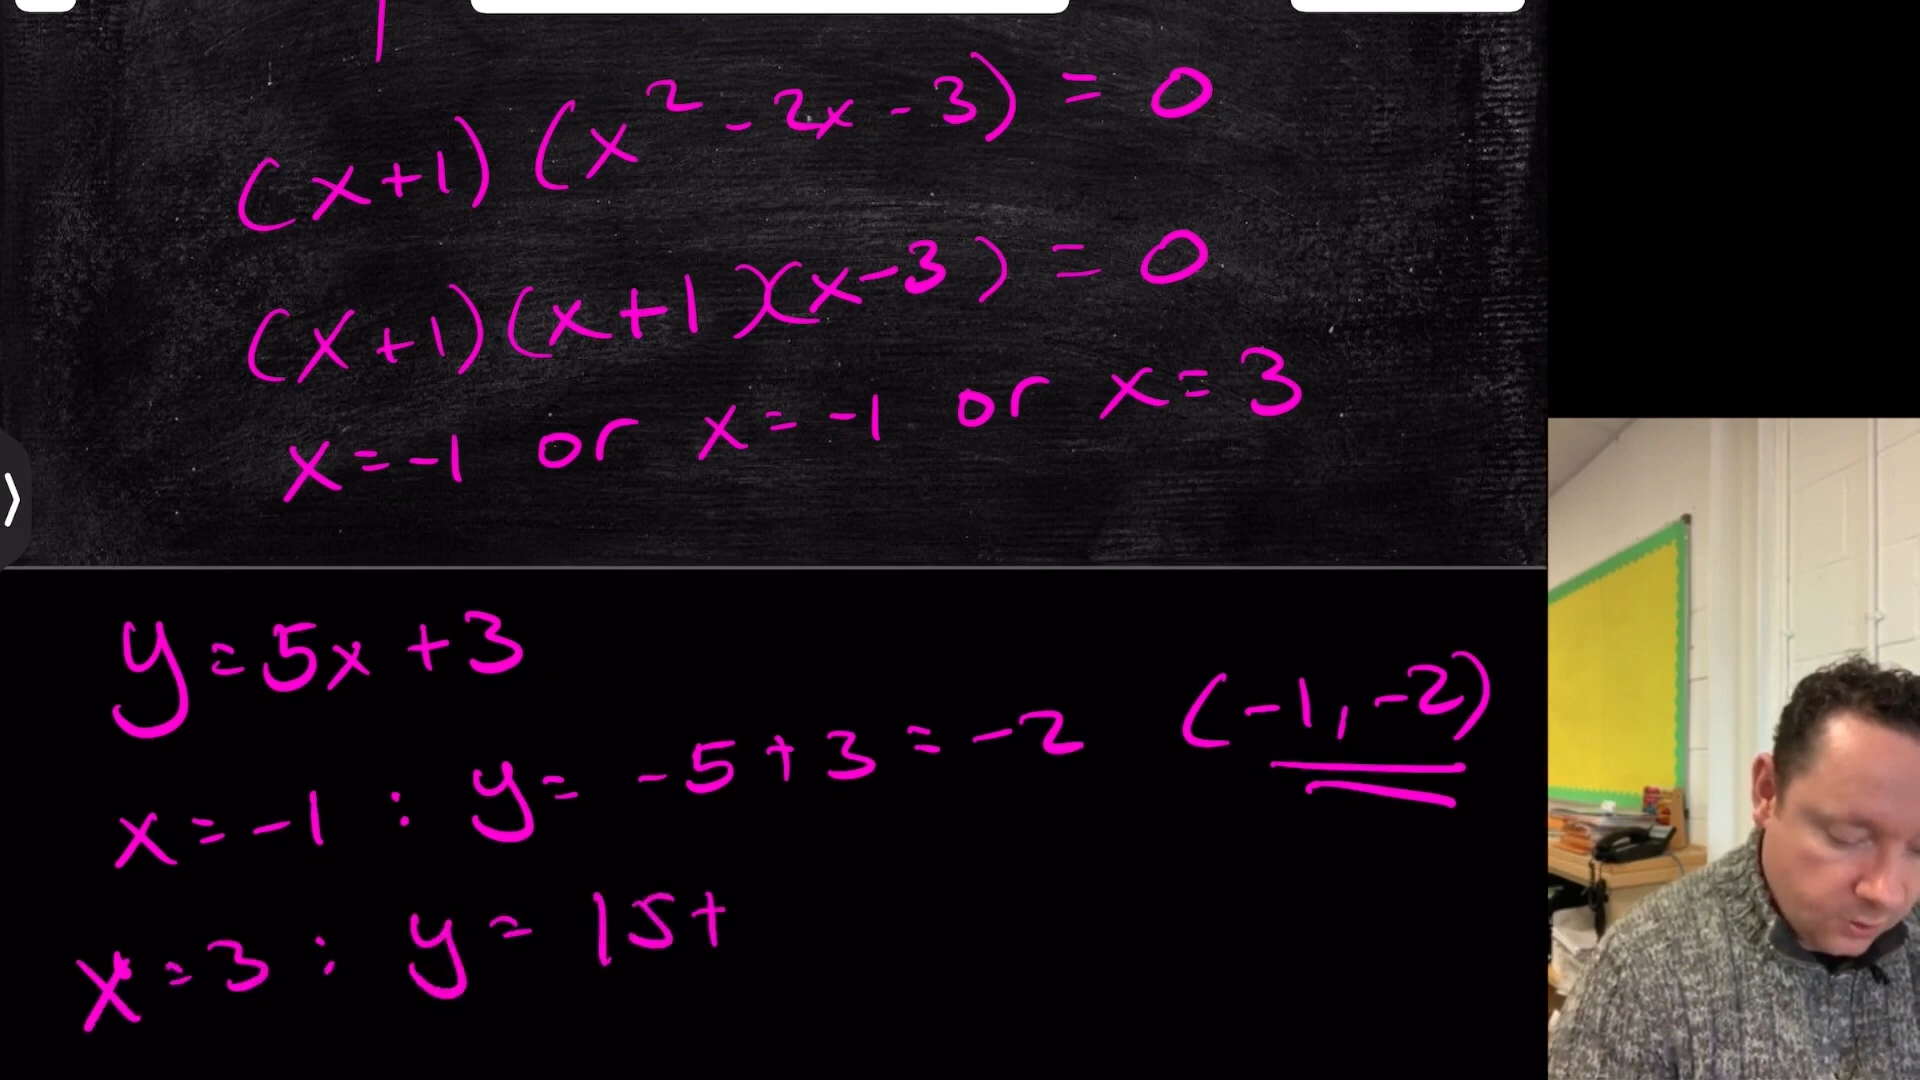 (x+1)(x²-2x-3)=0
(x+1)(x+1)(x-3)=0
x=-1 or x=-1 or x=3
y=5x+3
x=-1 : y= -5+3=-2 (-1,-2)
x=3 : y= 15+